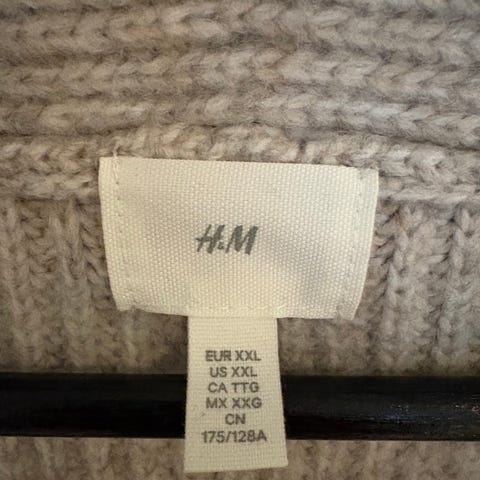 H&M
EUR XXL
US XXL
CA TTG
MX XXG
CN
175/128A